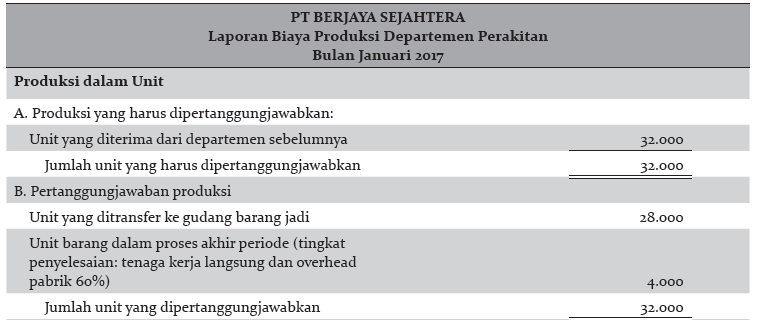 PT BERJAYA SEJAHTERA
Laporan Biaya Produksi Departemen Perakitan
Bulan Januari 2017
Produksi dalam Unit
A. Produksi yang harus dipertanggungjawabkan:
Unit yang diterima dari departemen sebelumnya 32.000
Jumlah unit yang harus dipertanggungjawabkan 32.000
B. Pertanggungjawaban produksi
Unit yang ditransfer ke gudang barang jadi 28.000
Unit barang dalam proses akhir periode (tingkat
penyelesaian: tenaga kerja langsung dan overhead
pabrik 60%) 4.000
Jumlah unit yang dipertanggungjawabkan 32.000